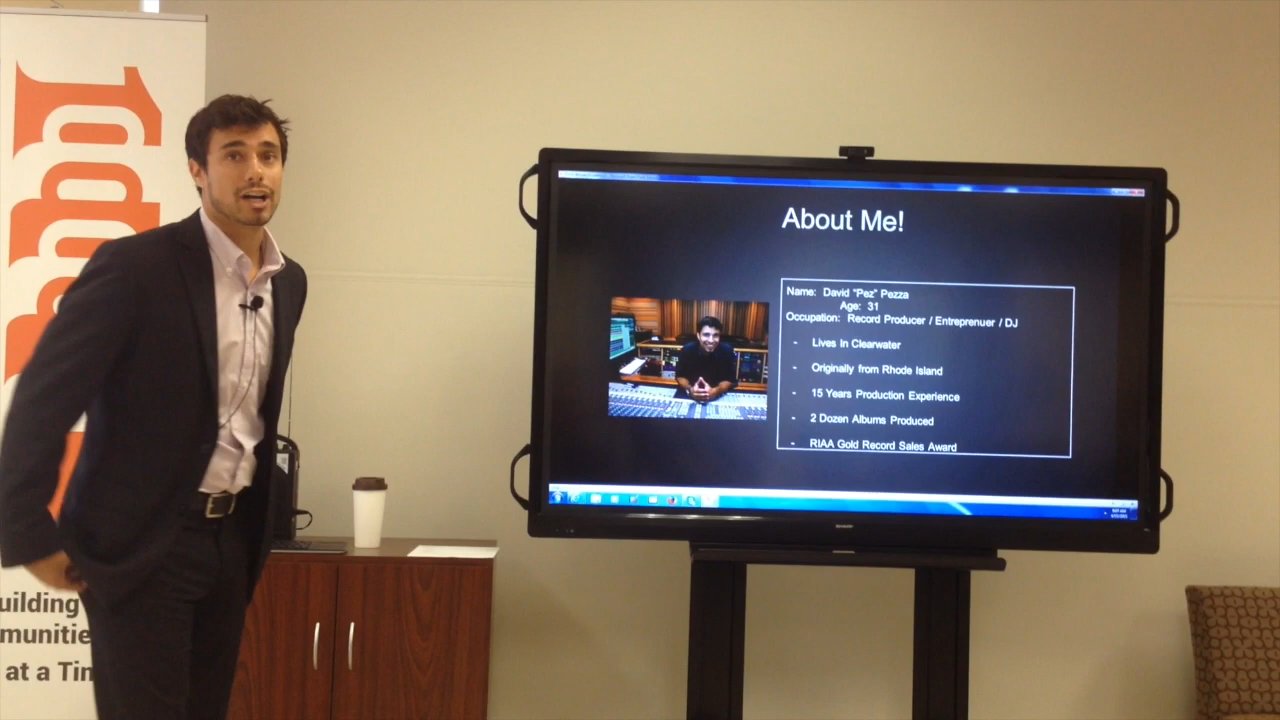 uilding
munitie
at a Tim
About Me!
Name: David "Pez" Pezza
Age: 31
Occupation: Record Producer / Entreprenuer / DJ
- Lives In Clearwater
- Originally from Rhode Island
- 15 Years Production Experience
- 2 Dozen Albums Produced
- RIAA Gold Record Sales Award
SHARP